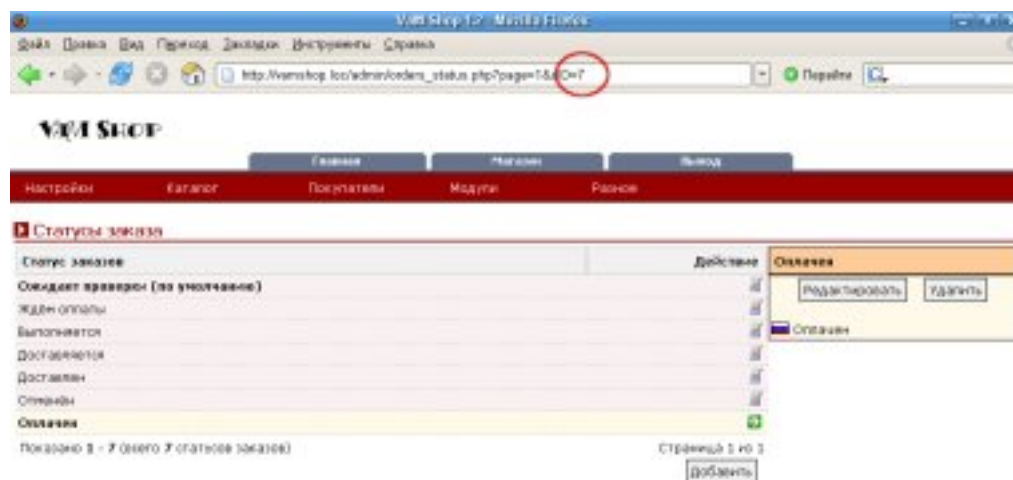 VaM Shop 1.2 - Mozilla Firefox
Файл Правка Вид Переход Закладки Инструменты Справка
http://vamshop.loc/admin/orders_status.php?page=1&oID=7 Перейти
VaM Shop
Главная Магазин Выход
Настройки Каталог Покупатели Модули Разное
Статусы заказа
Статус заказов Действие Оплачен
Ожидает проверки (по умолчанию) Редактировать Удалить
Ждём оплаты
Выполняется Оплачен
Доставляется
Доставлен
Отменён
Оплачен
Показано 1 - 7 (всего 7 статусов заказов) Страница 1 из 1
Добавить